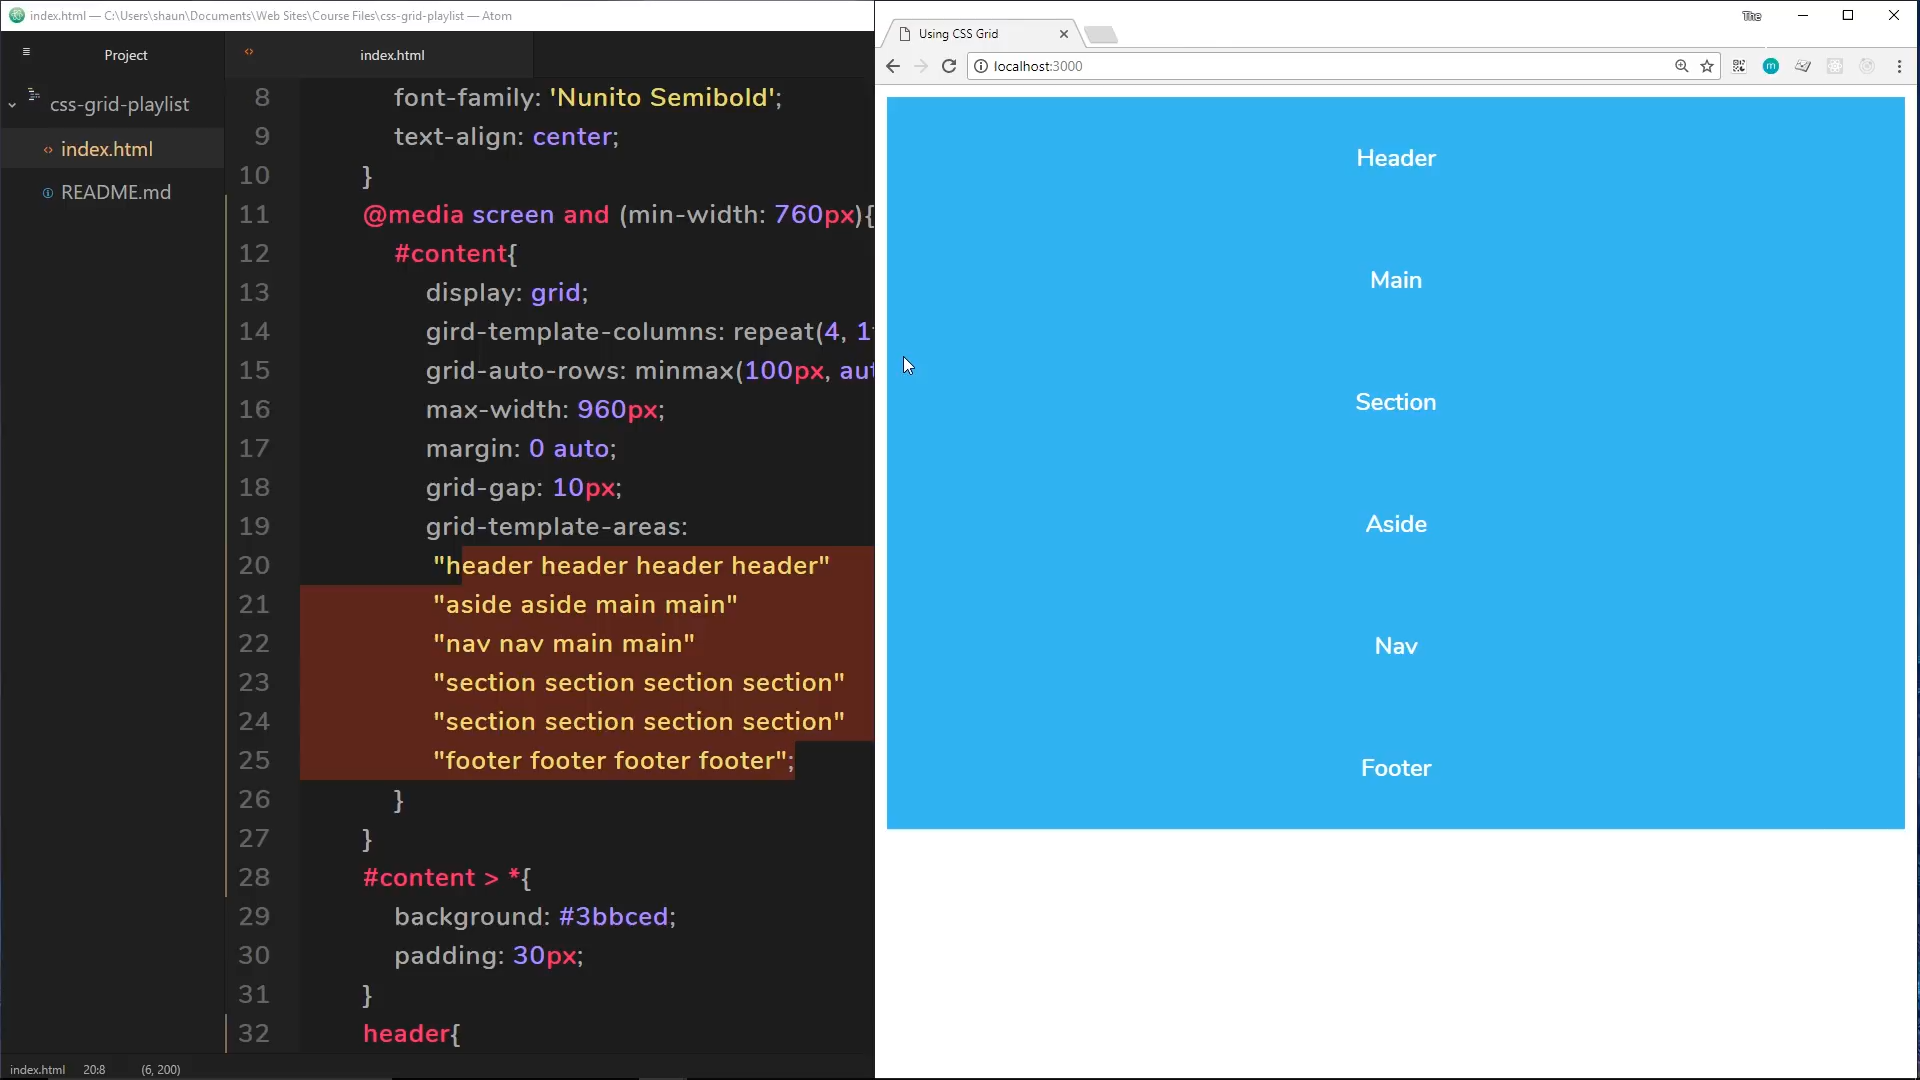 index.html — C:\Users\shaun\Documents\Web Sites\Course Files\css-grid-playlist — Atom
Project
css-grid-playlist
index.html
README.md
index.html
8 font-family: 'Nunito Semibold';
9 text-align: center;
10 }
11 @media screen and (min-width: 760px){
12 #content{
13 display: grid;
14 gird-template-columns: repeat(4, 1
15 grid-auto-rows: minmax(100px, aut
16 max-width: 960px;
17 margin: 0 auto;
18 grid-gap: 10px;
19 grid-template-areas:
20 "header header header header"
21 "aside aside main main"
22 "nav nav main main"
23 "section section section section"
24 "section section section section"
25 "footer footer footer footer";
26 }
27 }
28 #content > *{
29 background: #3bbced;
30 padding: 30px;
31 }
32 header{
index.html 20:8 (6, 200)
The
Using CSS Grid
localhost:3000
m
Header
Main
Section
Aside
Nav
Footer